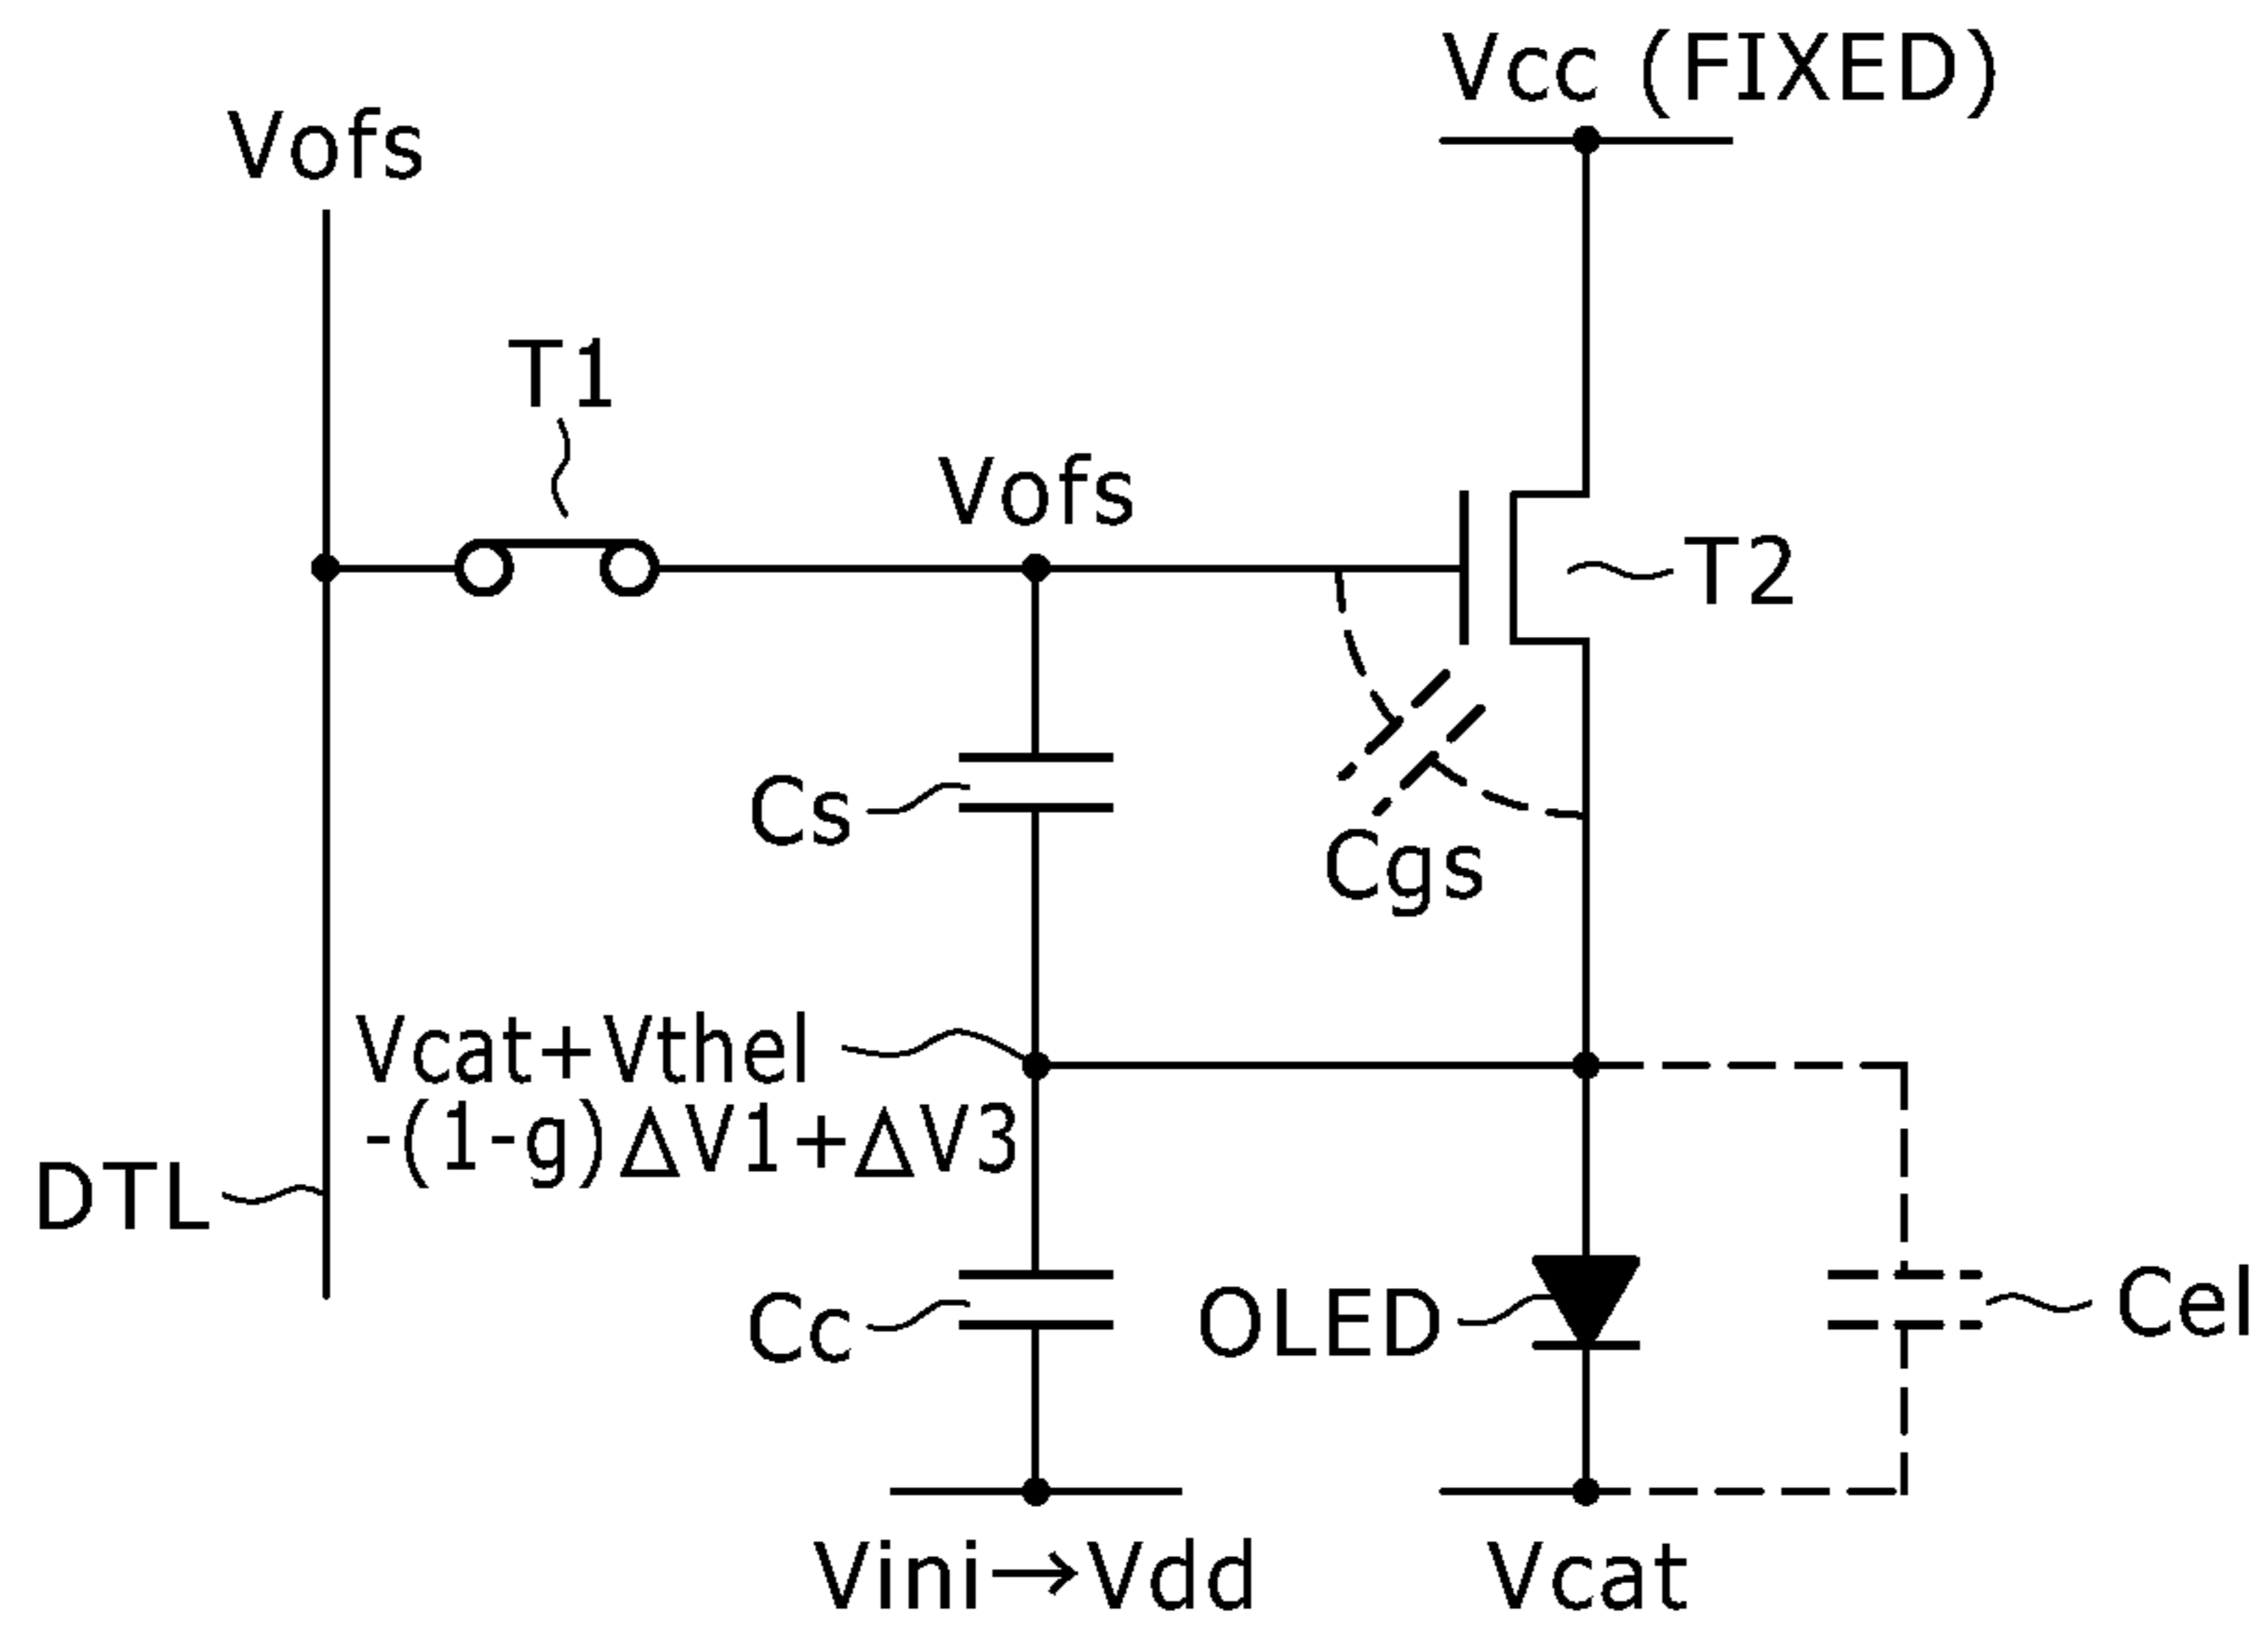 Vcc (FIXED)
Vofs
T1
Vofs
T2
Cs
Cgs
Vcat+Vthel
-(1-g)ΔV1+ΔV3
DTL
Cc
OLED
Cel
Vini→Vdd
Vcat